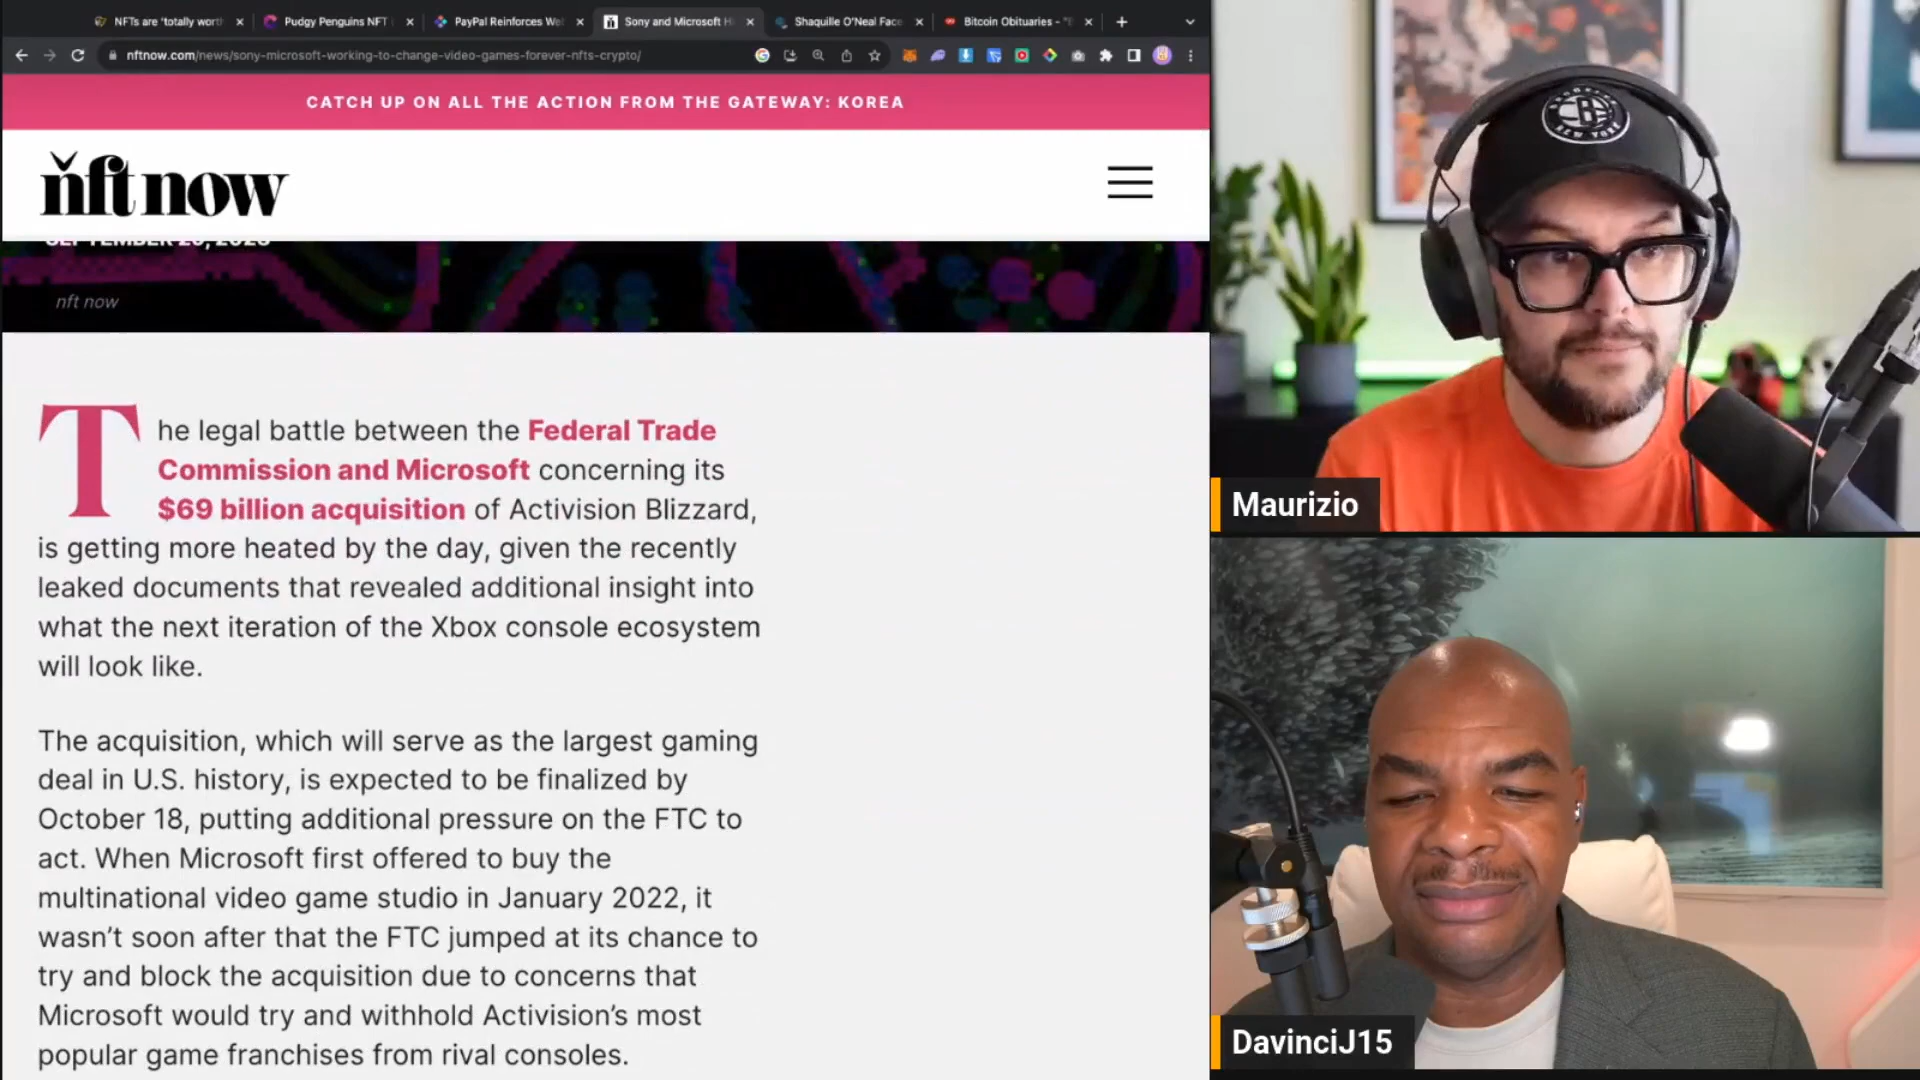 NFTs are 'totally wort
Pudgy Penguins NFT
PayPal Reinforces We
Sony and Microsoft H
Shaquille O'Neal Face
Bitcoin Obituaries - "B
nftnow.com/news/sony-microsoft-working-to-change-video-games-forever-nfts-crypto/
CATCH UP ON ALL THE ACTION FROM THE GATEWAY: KOREA
nft now
nft now
The legal battle between the Federal Trade
Commission and Microsoft concerning its
$69 billion acquisition of Activision Blizzard,
is getting more heated by the day, given the recently
leaked documents that revealed additional insight into
what the next iteration of the Xbox console ecosystem
will look like.
The acquisition, which will serve as the largest gaming
deal in U.S. history, is expected to be finalized by
October 18, putting additional pressure on the FTC to
act. When Microsoft first offered to buy the
multinational video game studio in January 2022, it
wasn't soon after that the FTC jumped at its chance to
try and block the acquisition due to concerns that
Microsoft would try and withhold Activision's most
popular game franchises from rival consoles.
BROOKLYN
B
NEW YORK
Maurizio
DavinciJ15